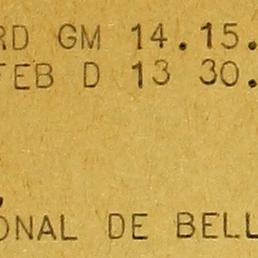 RD GM 14.15.
FEB D 13 30.
,
ONAL DE BELL